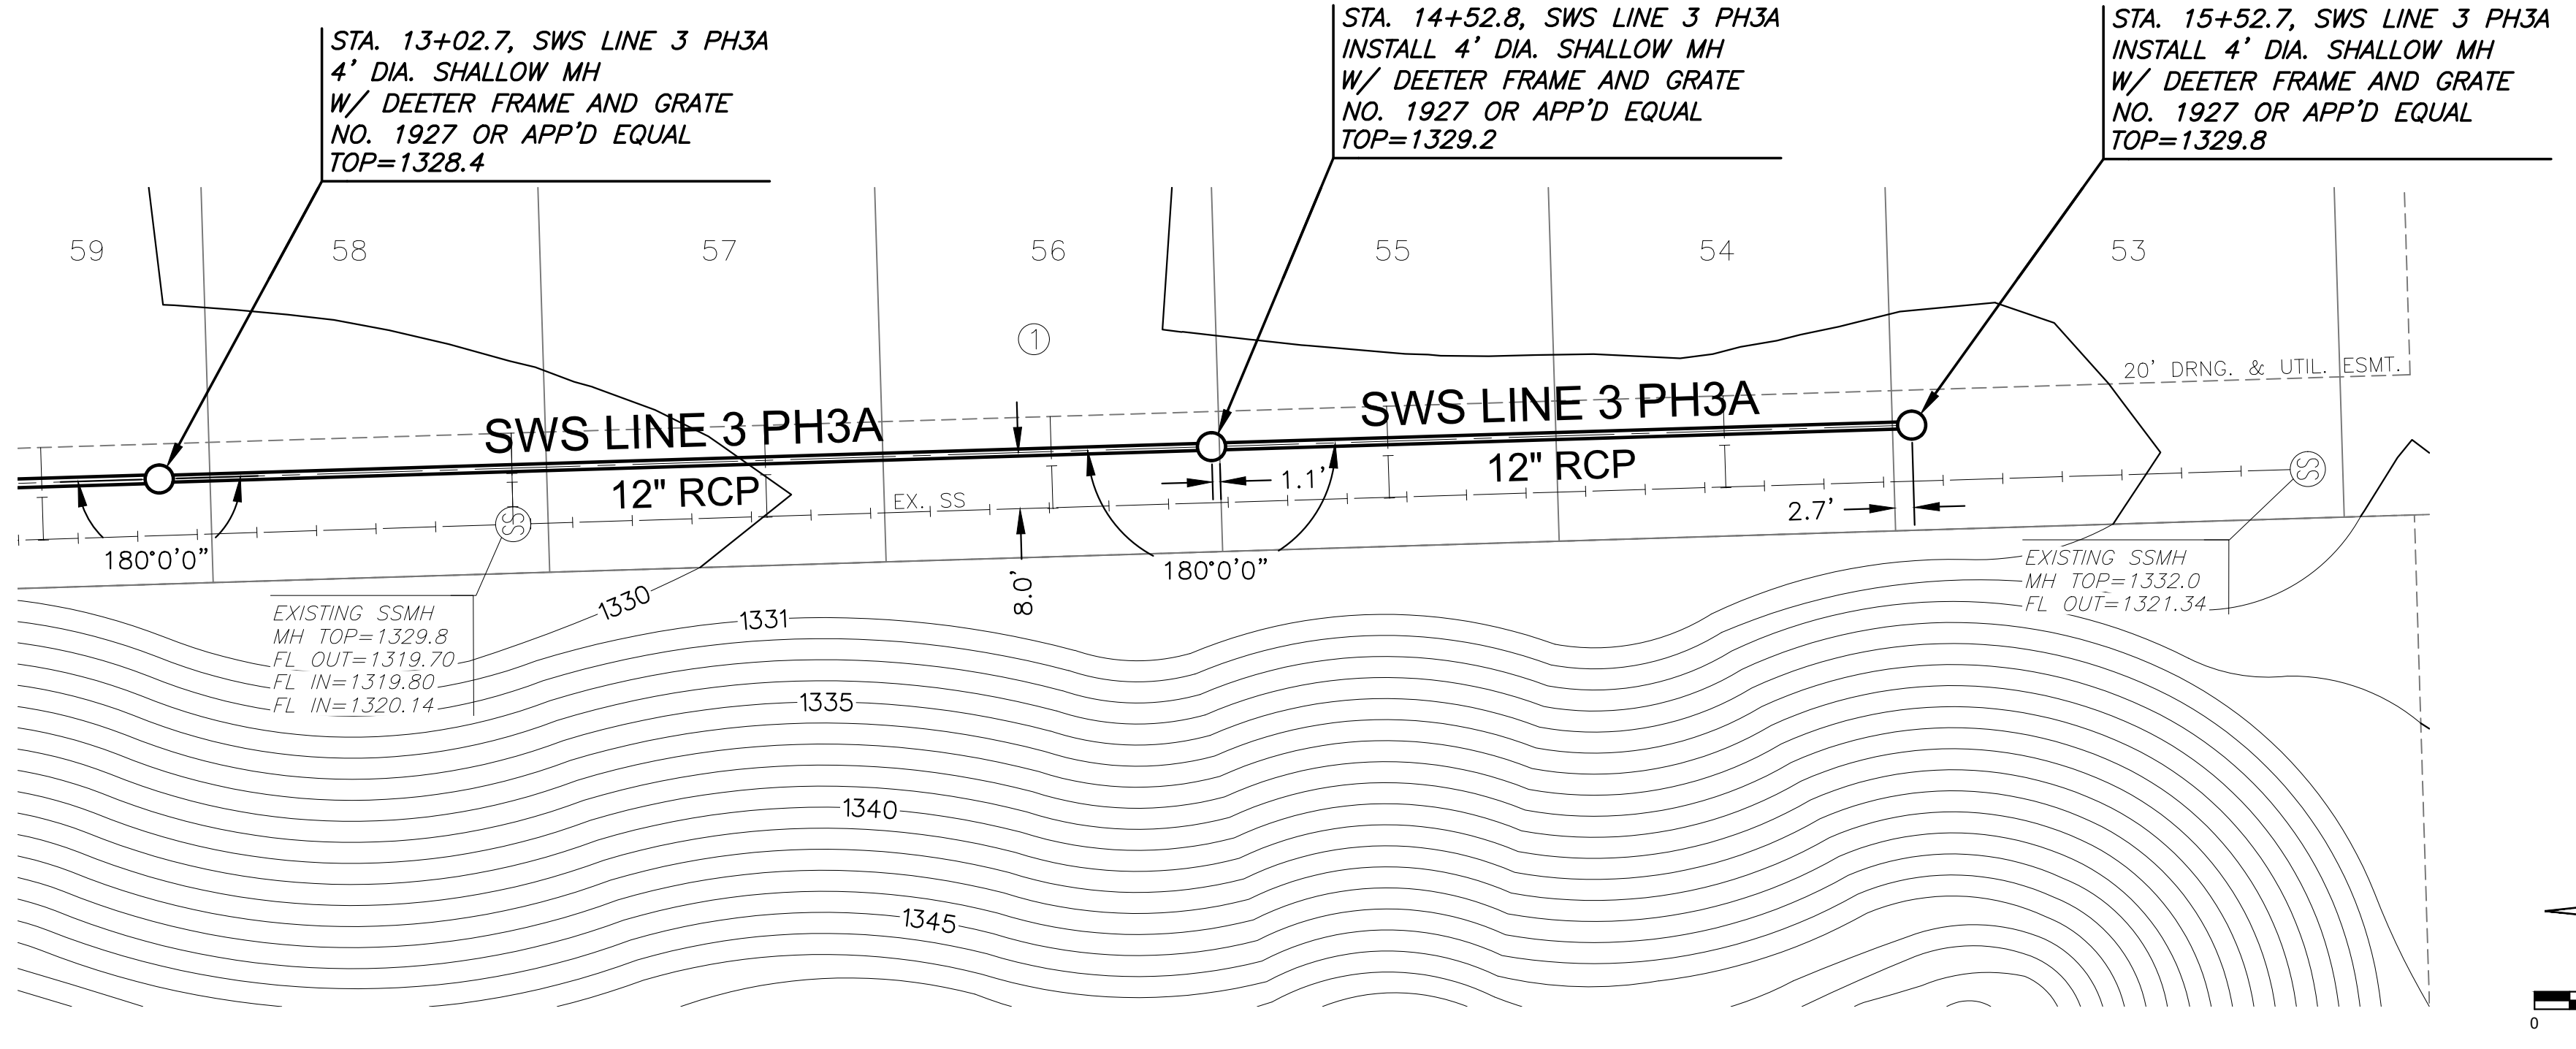 STA. 13+02.7, SWS LINE 3 PH3A
4' DIA. SHALLOW MH
W/ DEETER FRAME AND GRATE
NO. 1927 OR APP'D EQUAL
TOP=1328.4
STA. 14+52.8, SWS LINE 3 PH3A
INSTALL 4' DIA. SHALLOW MH
W/ DEETER FRAME AND GRATE
NO. 1927 OR APP'D EQUAL
TOP=1329.2
STA. 15+52.7, SWS LINE 3 PH3A
INSTALL 4' DIA. SHALLOW MH
W/ DEETER FRAME AND GRATE
NO. 1927 OR APP'D EQUAL
TOP=1329.8
59
58
57
56
55
54
53
1
20' DRNG. & UTIL. ESMT.
SWS LINE 3 PH3A
12" RCP
SWS LINE 3 PH3A
12" RCP
EX. SS
SS
SS
1.1'
2.7'
8.0'
180°0'0"
180°0'0"
EXISTING SSMH
MH TOP=1329.8
FL OUT=1319.70
FL IN=1319.80
FL IN=1320.14
EXISTING SSMH
MH TOP=1332.0
FL OUT=1321.34
1330
1331
1335
1340
1345
0